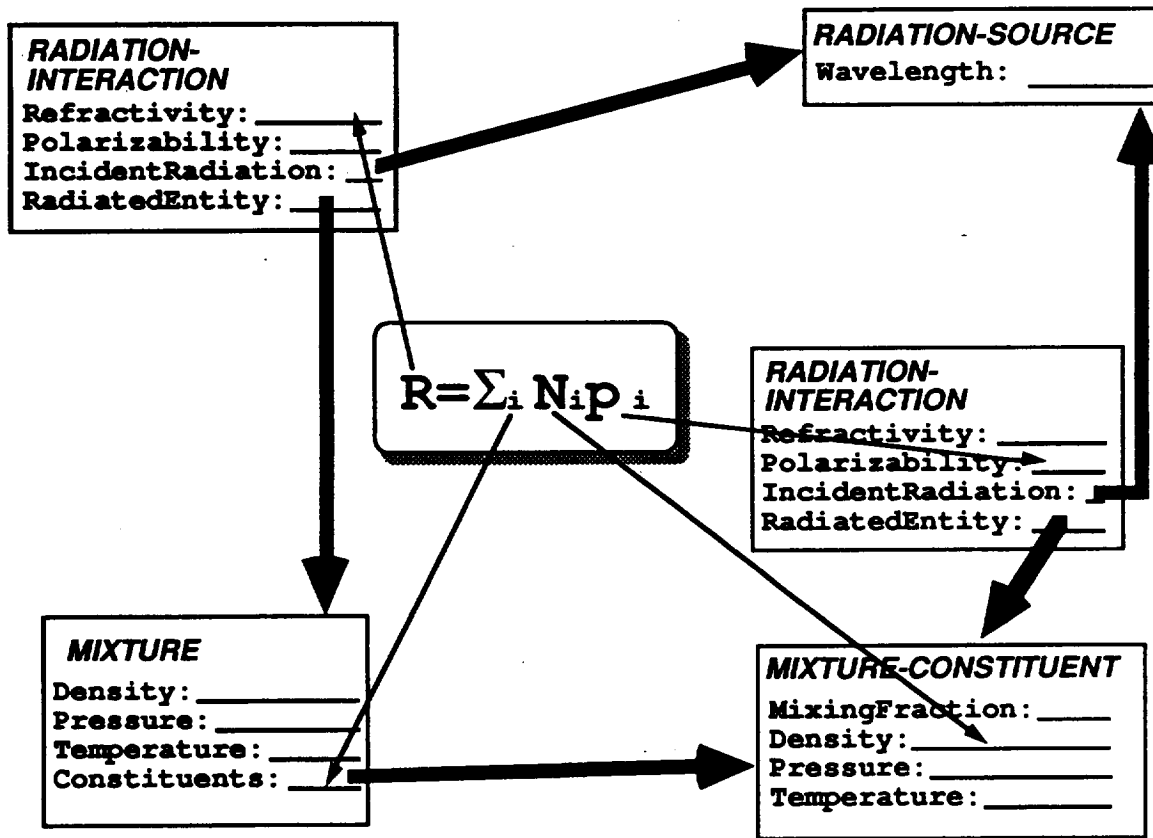 RADIATION-
INTERACTION
Refractivity:
Polarizability:
IncidentRadiation:
RadiatedEntity:
RADIATION-SOURCE
Wavelength:
R=Σi Nipi
RADIATION-
INTERACTION
Refractivity:
Polarizability:
IncidentRadiation:
RadiatedEntity:
MIXTURE
Density:
Pressure:
Temperature:
Constituents:
MIXTURE-CONSTITUENT
MixingFraction:
Density:
Pressure:
Temperature: